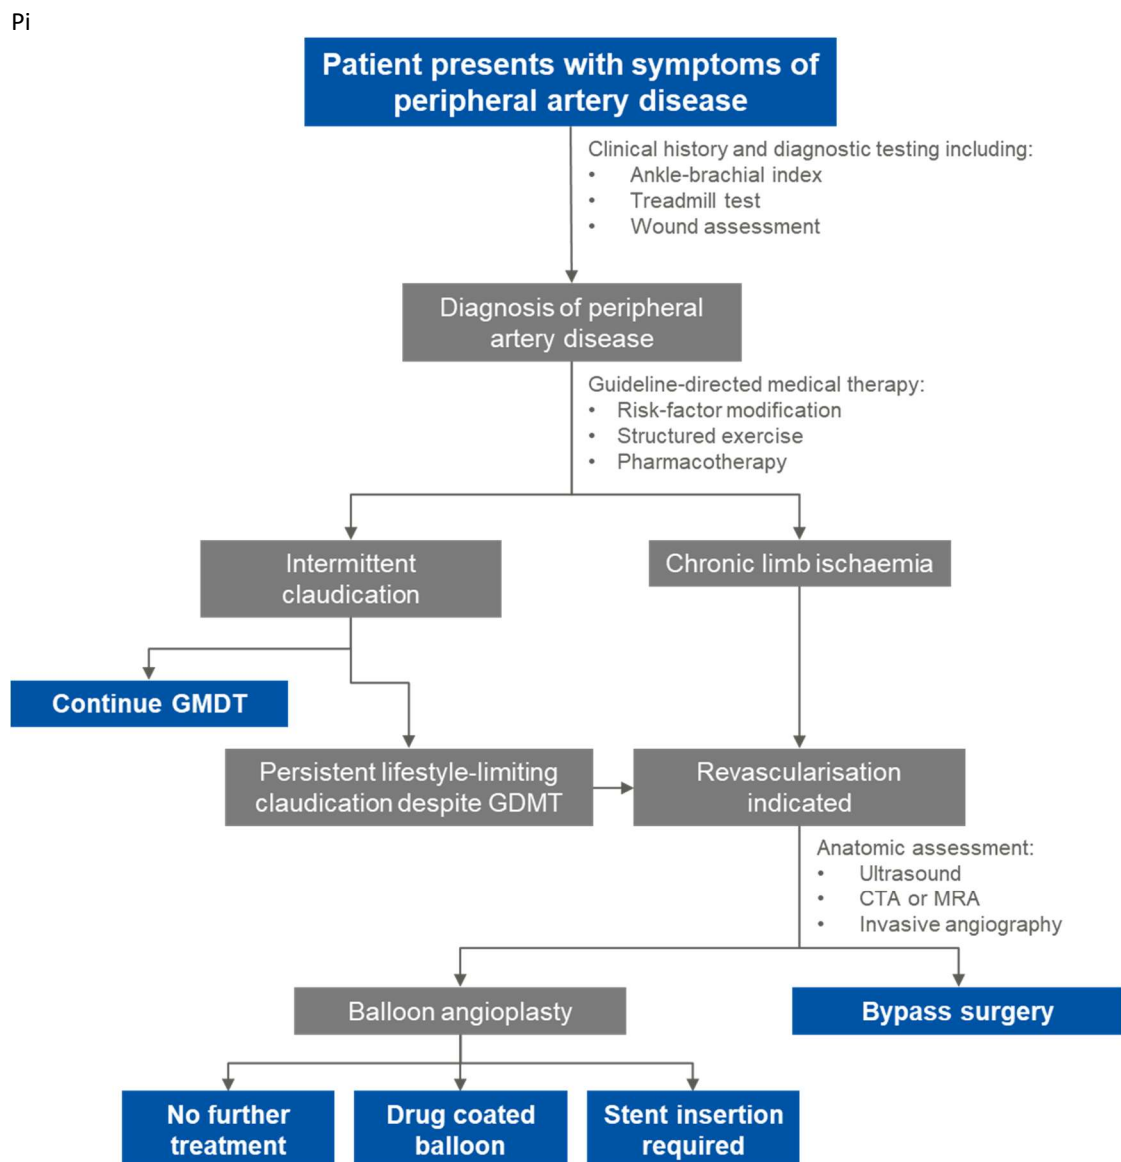 Pi
Patient presents with symptoms of
peripheral artery disease
Clinical history and diagnostic testing including:
• Ankle-brachial index
• Treadmill test
• Wound assessment
Diagnosis of peripheral
artery disease
Guideline-directed medical therapy:
• Risk-factor modification
• Structured exercise
• Pharmacotherapy
Intermittent
claudication
Chronic limb ischaemia
Continue GMDT
Persistent lifestyle-limiting
claudication despite GDMT
Revascularisation
indicated
Anatomic assessment:
• Ultrasound
• CTA or MRA
• Invasive angiography
Balloon angioplasty
Bypass surgery
No further
treatment
Drug coated
balloon
Stent insertion
required